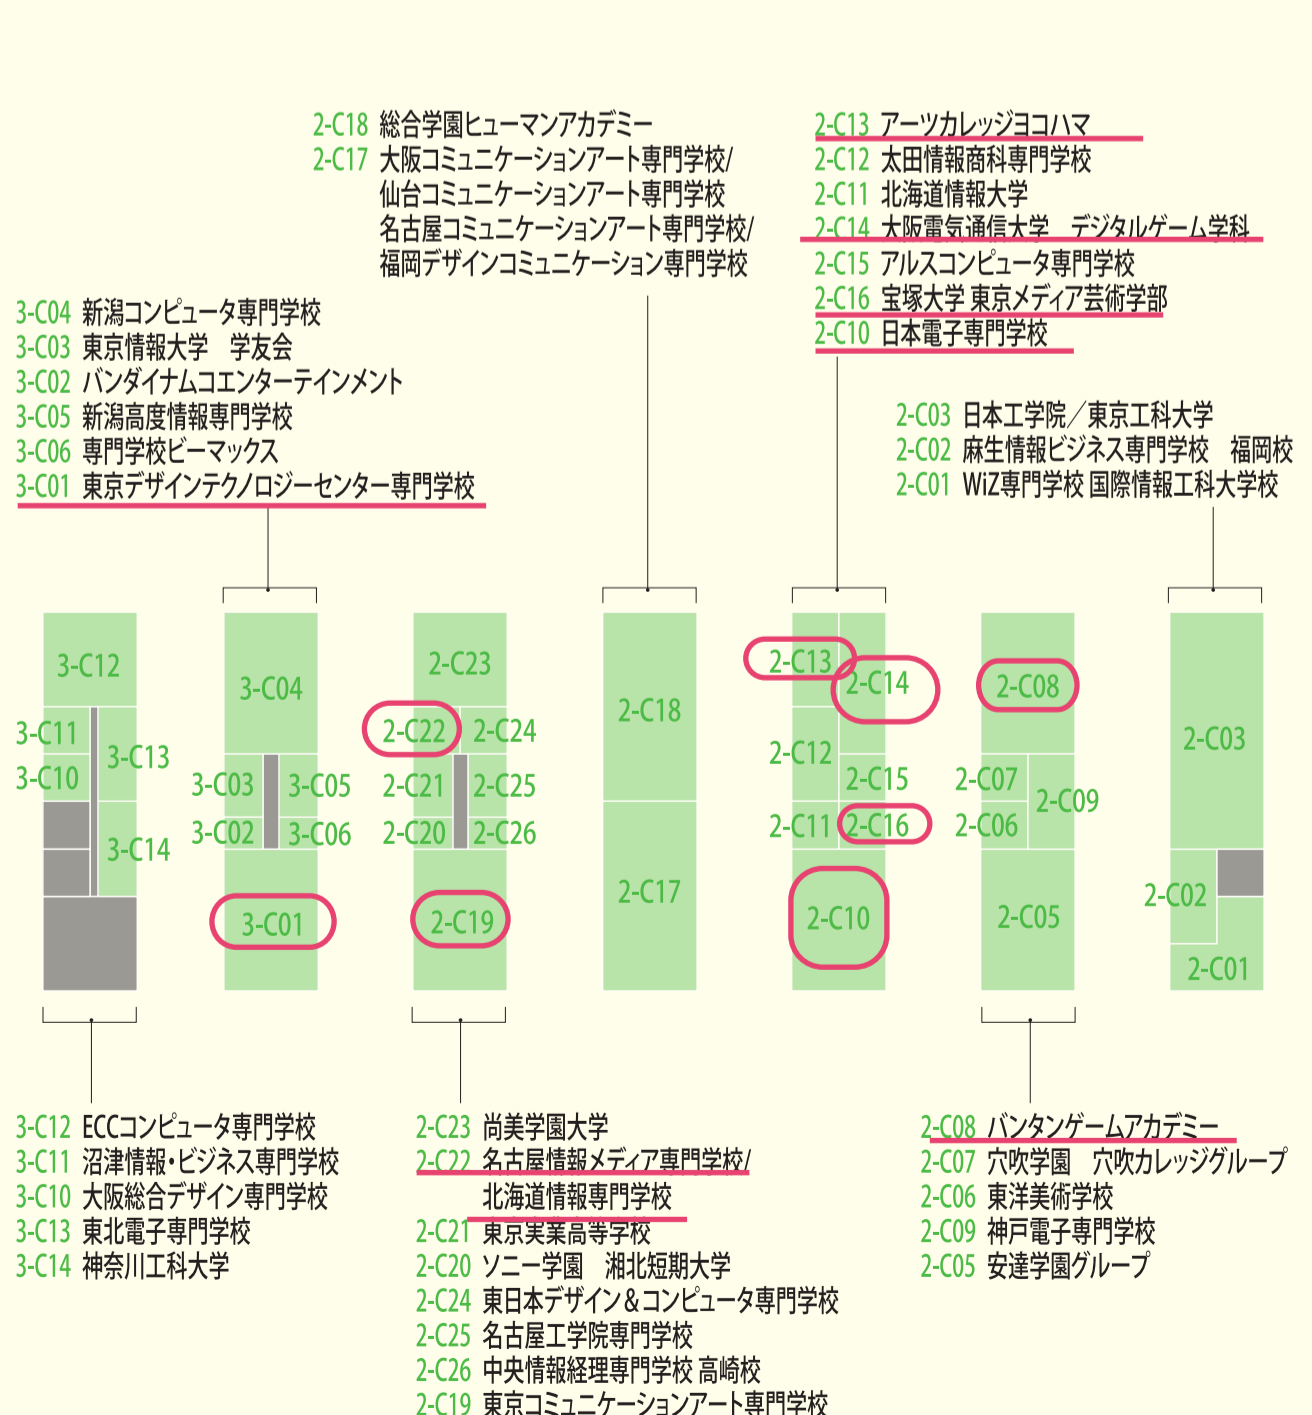 2-C18 総合学園ヒューマンアカデミー
2-C17 大阪コミュニケーションアート専門学校/
仙台コミュニケーションアート専門学校
名古屋コミュニケーションアート専門学校/
福岡デザインコミュニケーション専門学校
2-C13 アーツカレッジヨコハマ
2-C12 太田情報商科専門学校
2-C11 北海道情報大学
2-C14 大阪電気通信大学　デジタルゲーム学科
2-C15 アルスコンピュータ専門学校
2-C16 宝塚大学 東京メディア芸術学部
2-C10 日本電子専門学校
3-C04 新潟コンピュータ専門学校
3-C03 東京情報大学　学友会
3-C02 バンダイナムコエンターテインメント
3-C05 新潟高度情報専門学校
3-C06 専門学校ビーマックス
3-C01 東京デザインテクノロジーセンター専門学校
2-C03 日本工学院／東京工科大学
2-C02 麻生情報ビジネス専門学校　福岡校
2-C01 WiZ専門学校 国際情報工科大学校
3-C12
3-C11
3-C13
3-C10
3-C14
3-C04
3-C03
3-C05
3-C02
3-C06
3-C01
2-C23
2-C22
2-C24
2-C21
2-C25
2-C20
2-C26
2-C19
2-C18
2-C17
2-C13
2-C14
2-C12
2-C15
2-C11
2-C16
2-C10
2-C08
2-C07
2-C09
2-C06
2-C05
2-C03
2-C02
2-C01
3-C12 ECCコンピュータ専門学校
3-C11 沼津情報・ビジネス専門学校
3-C10 大阪総合デザイン専門学校
3-C13 東北電子専門学校
3-C14 神奈川工科大学
2-C23 尚美学園大学
2-C22 名古屋情報メディア専門学校/
北海道情報専門学校
2-C21 東京実業高等学校
2-C20 ソニー学園　湘北短期大学
2-C24 東日本デザイン＆コンピュータ専門学校
2-C25 名古屋工学院専門学校
2-C26 中央情報経理専門学校 高崎校
2-C19 東京コミュニケーションアート専門学校
2-C08 バンタンゲームアカデミー
2-C07 穴吹学園　穴吹カレッジグループ
2-C06 東洋美術学校
2-C09 神戸電子専門学校
2-C05 安達学園グループ